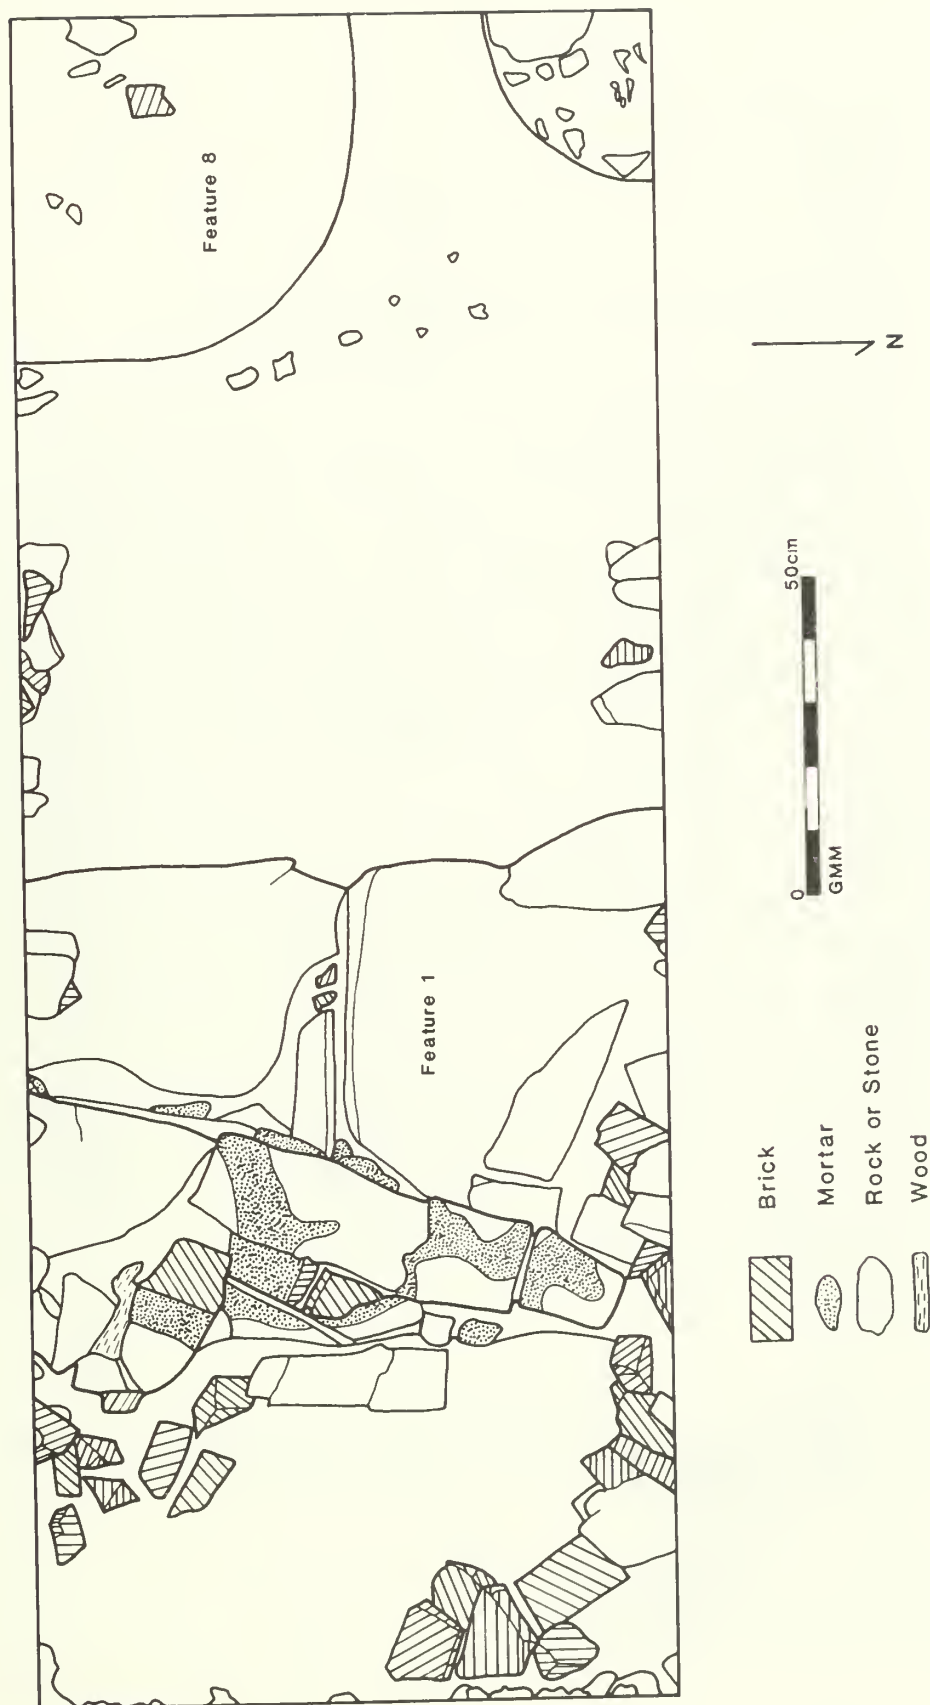 Feature 8
Feature 1
N
0
50cm
GMM
Brick
Mortar
Rock or Stone
Wood